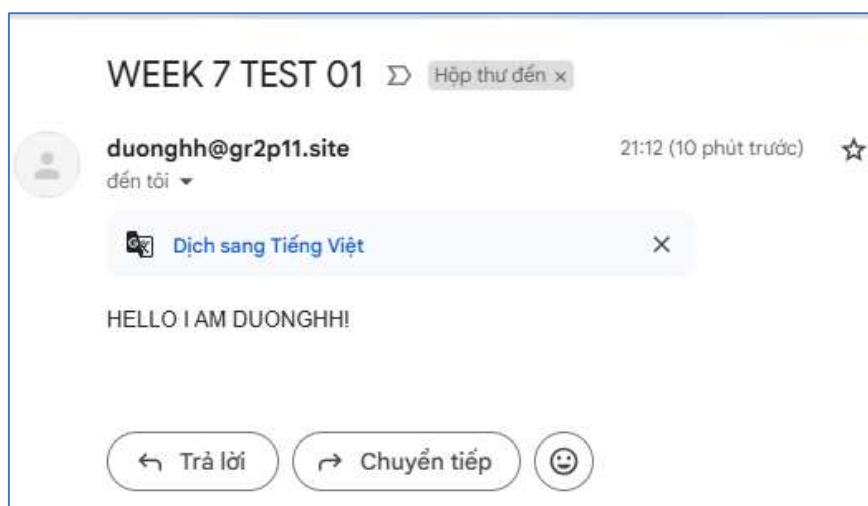 WEEK 7 TEST 01 Hộp thư đến ×
duonghh@gr2p11.site 21:12 (10 phút trước)
đến tôi
Dịch sang Tiếng Việt
HELLO I AM DUONGHH!
Trả lời Chuyển tiếp